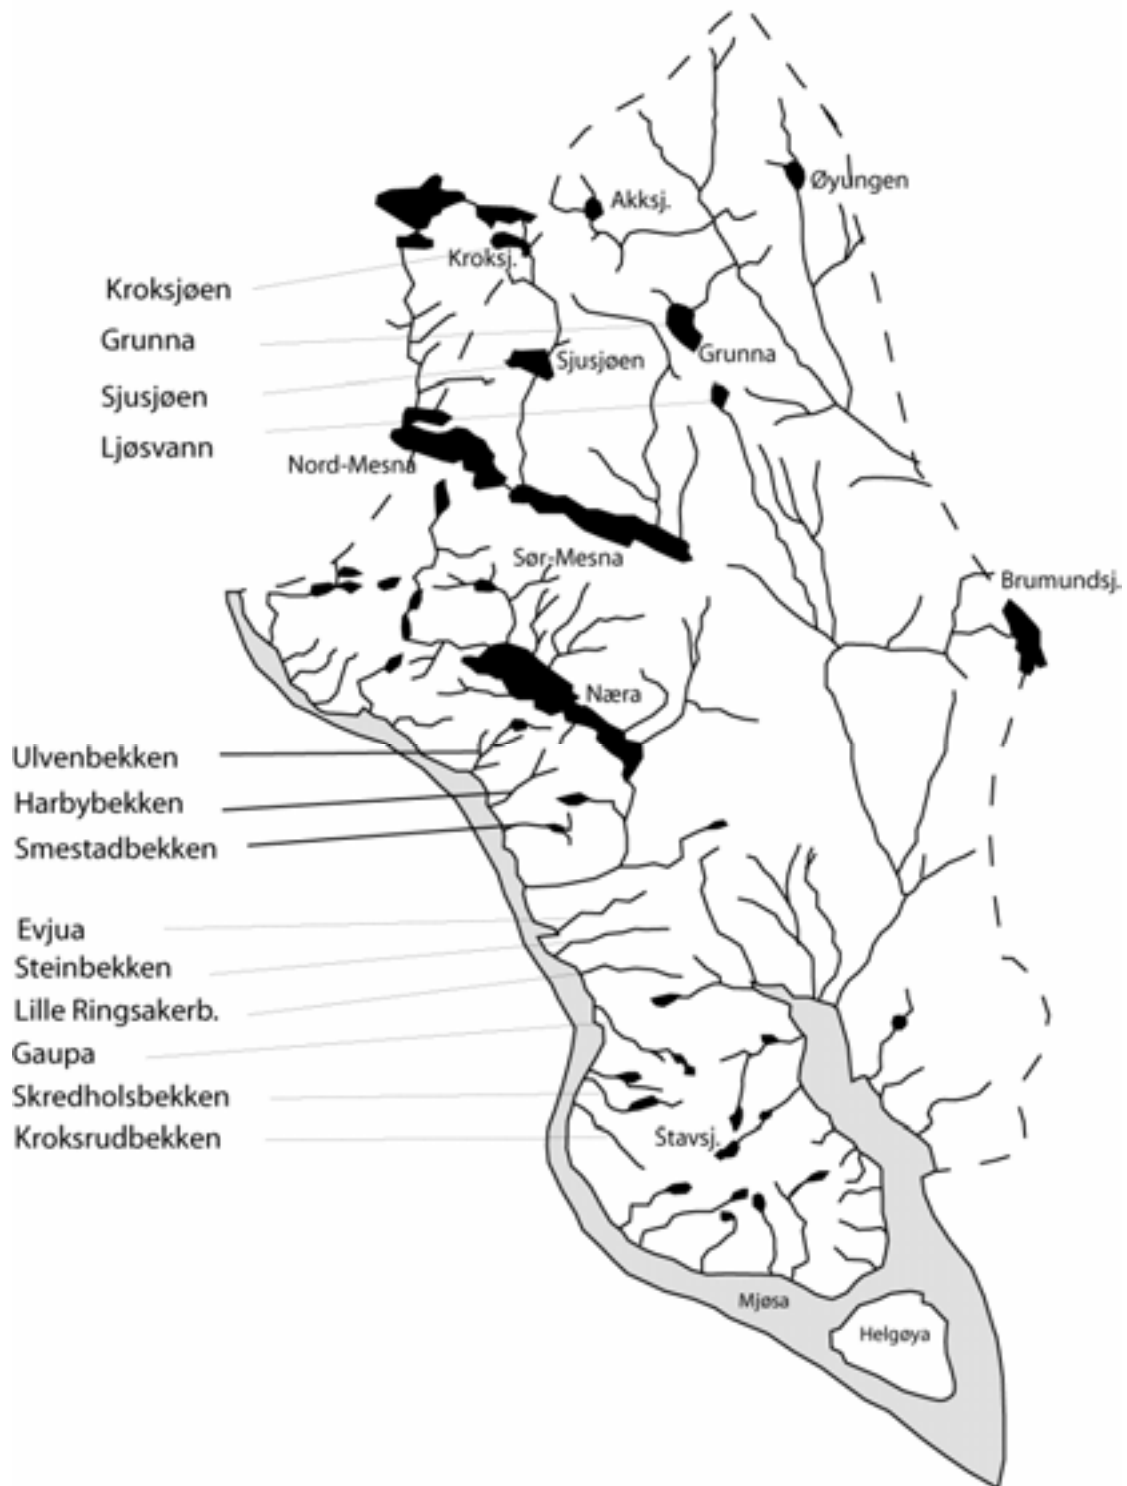 Øyungen
Akksj.
Kroksj.
Kroksjøen
Grunna
Grunna
Sjusjøen
Sjusjøen
Ljøsvann
Nord-Mesna
Sør-Mesna
Brumundsj.
Næra
Ulvenbekken
Harbybekken
Smestadbekken
Evjua
Steinbekken
Lille Ringsakerb.
Gaupa
Skredholsbekken
Kroksrudbekken
Stavsj.
Mjøsa
Helgøya